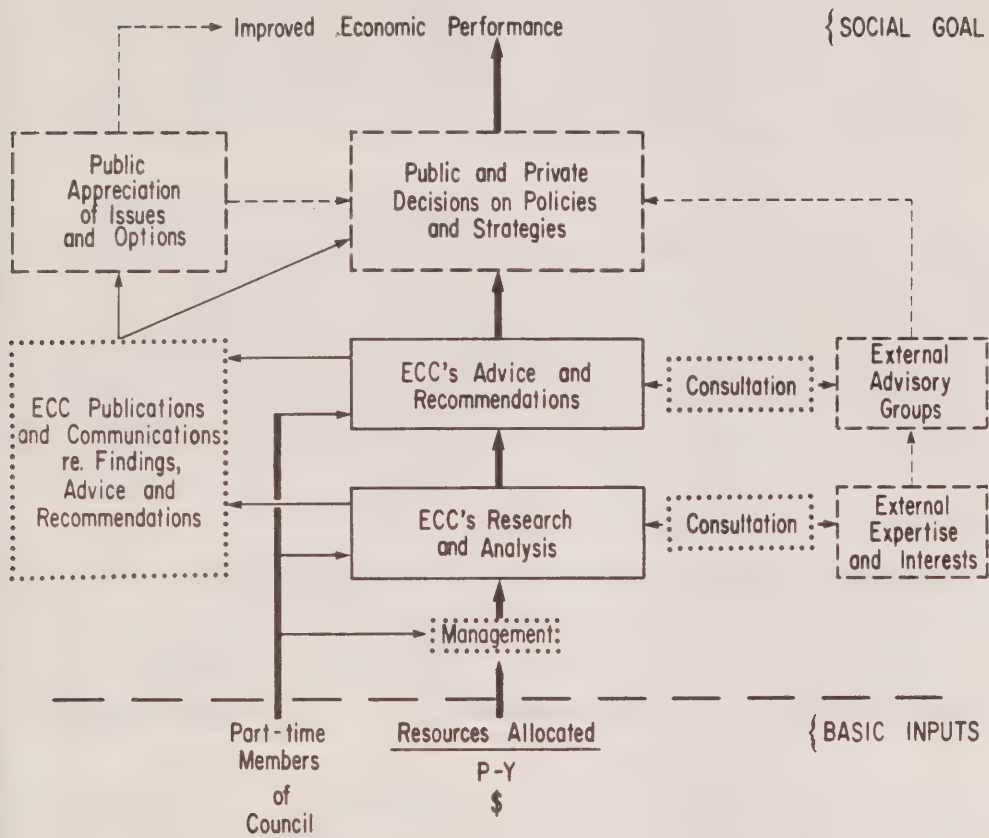 Improved Economic Performance
{ SOCIAL GOAL
Public
Appreciation
of Issues
and Options
Public and Private
Decisions on Policies
and Strategies
ECC Publications
and Communications
re. Findings,
Advice and
Recommendations
ECC's Advice and
Recommendations
Consultation
External
Advisory
Groups
ECC's Research
and Analysis
Consultation
External
Expertise
and Interests
Management
Part-time
Members
of
Council
Resources Allocated
P-Y
$
{ BASIC INPUTS